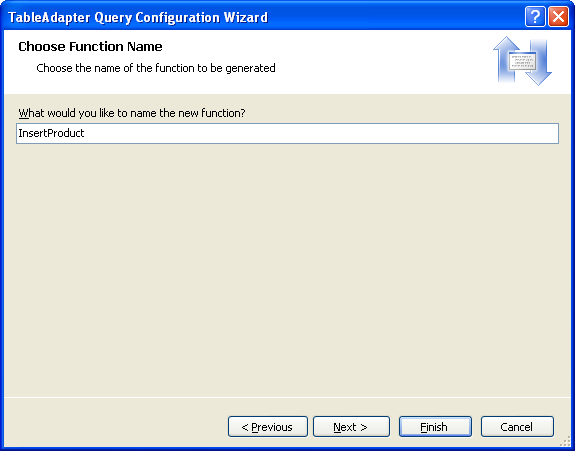 TableAdapter Query Configuration Wizard
Choose Function Name
Choose the name of the function to be generated
What would you like to name the new function?
InsertProduct
< Previous
Next >
Finish
Cancel